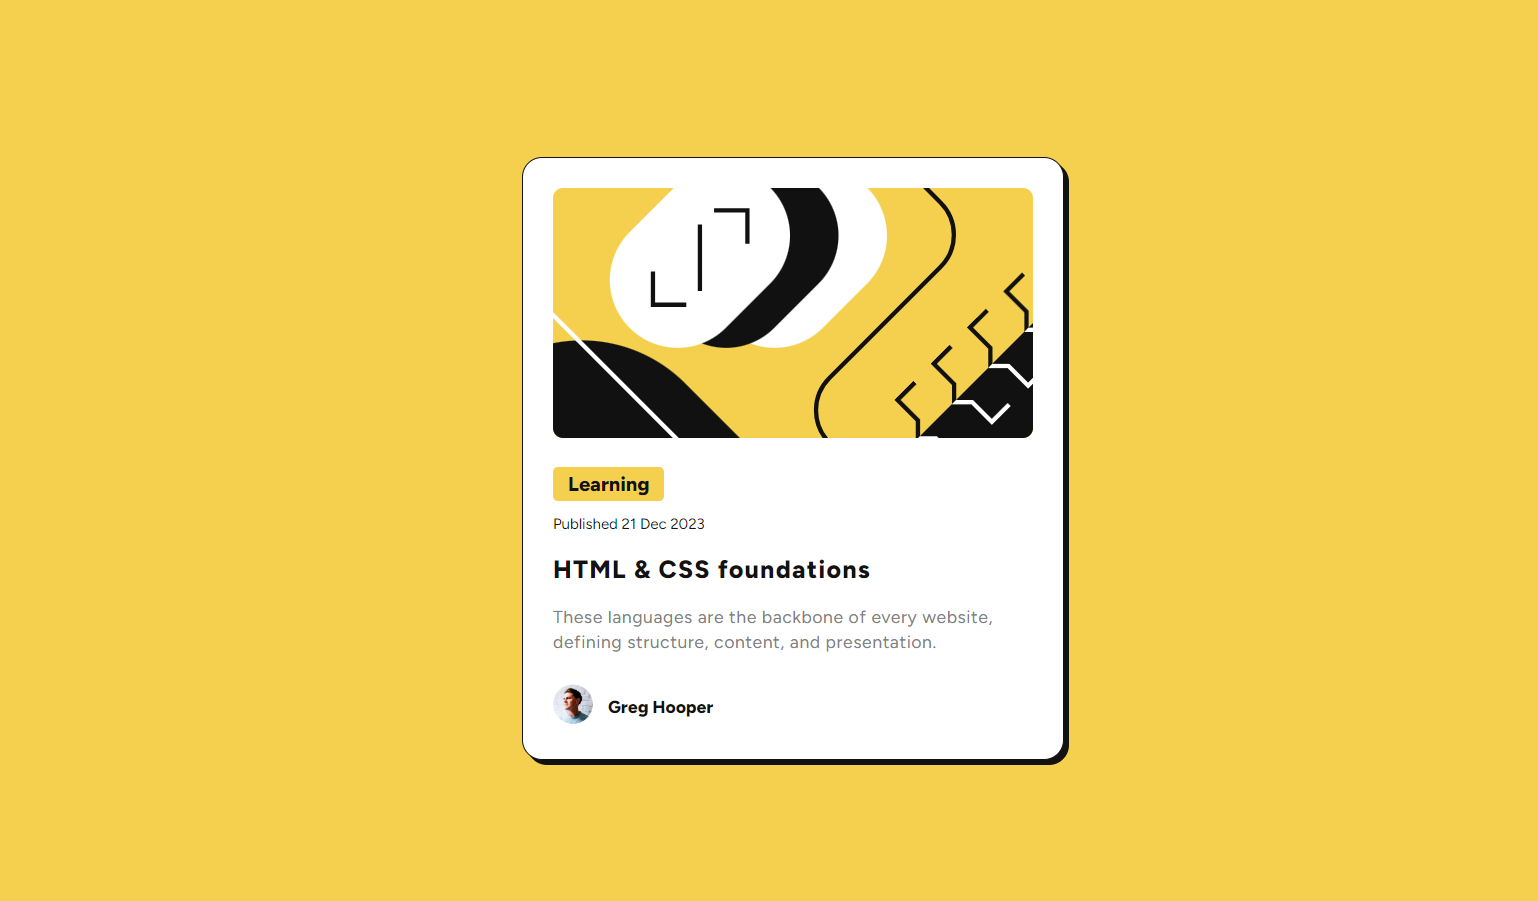 Learning
Published 21 Dec 2023
HTML & CSS foundations
These languages are the backbone of every website,
defining structure, content, and presentation.
Greg Hooper